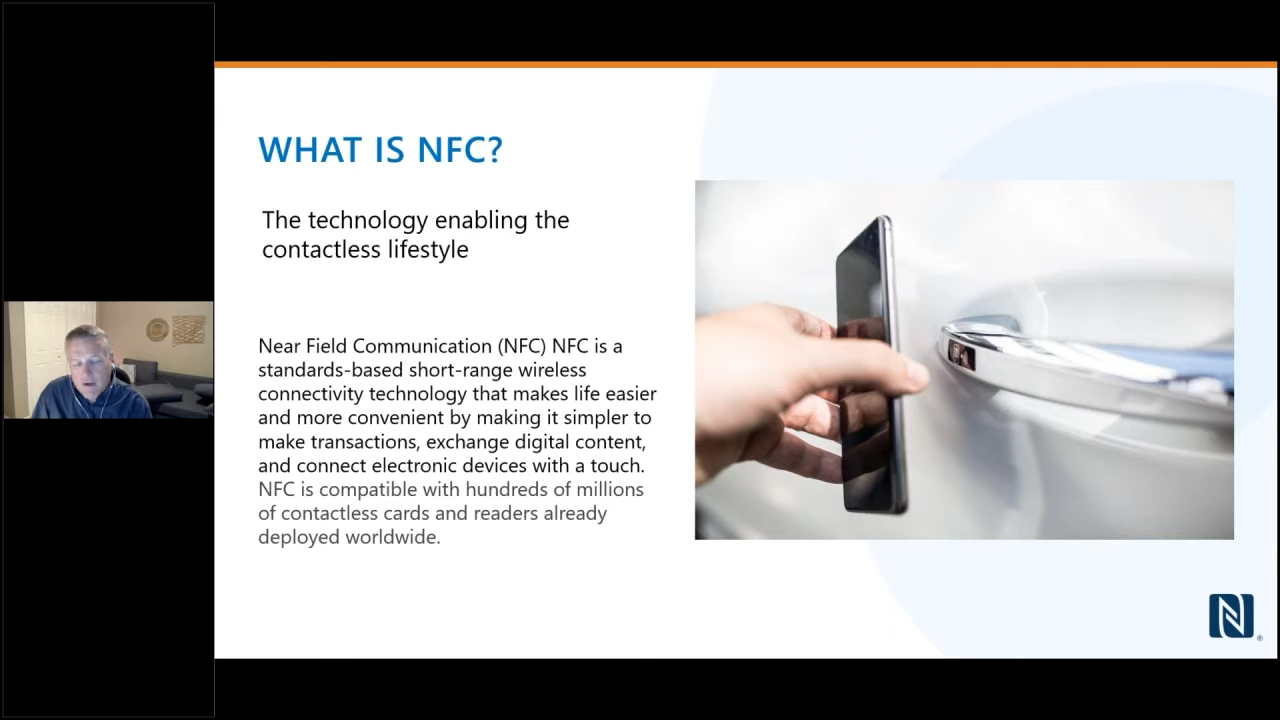 WHAT IS NFC?
The technology enabling the
contactless lifestyle
Near Field Communication (NFC) NFC is a
standards-based short-range wireless
connectivity technology that makes life easier
and more convenient by making it simpler to
make transactions, exchange digital content,
and connect electronic devices with a touch.
NFC is compatible with hundreds of millions
of contactless cards and readers already
deployed worldwide.
®